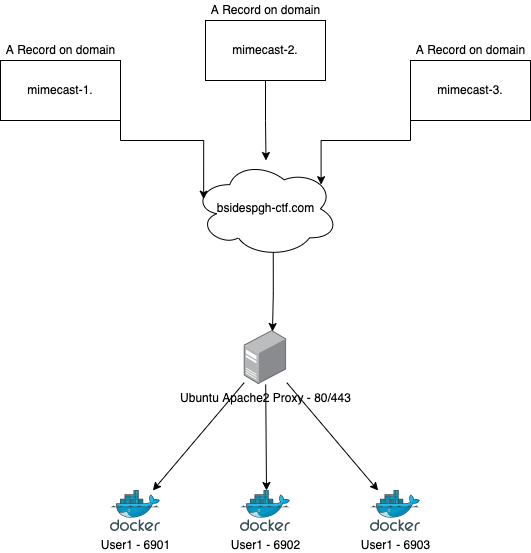 A Record on domain
mimecast-2.
A Record on domain
mimecast-1.
A Record on domain
mimecast-3.
bsidespgh-ctf.com
Ubuntu Apache2 Proxy - 80/443
docker
User1 - 6901
docker
User1 - 6902
docker
User1 - 6903